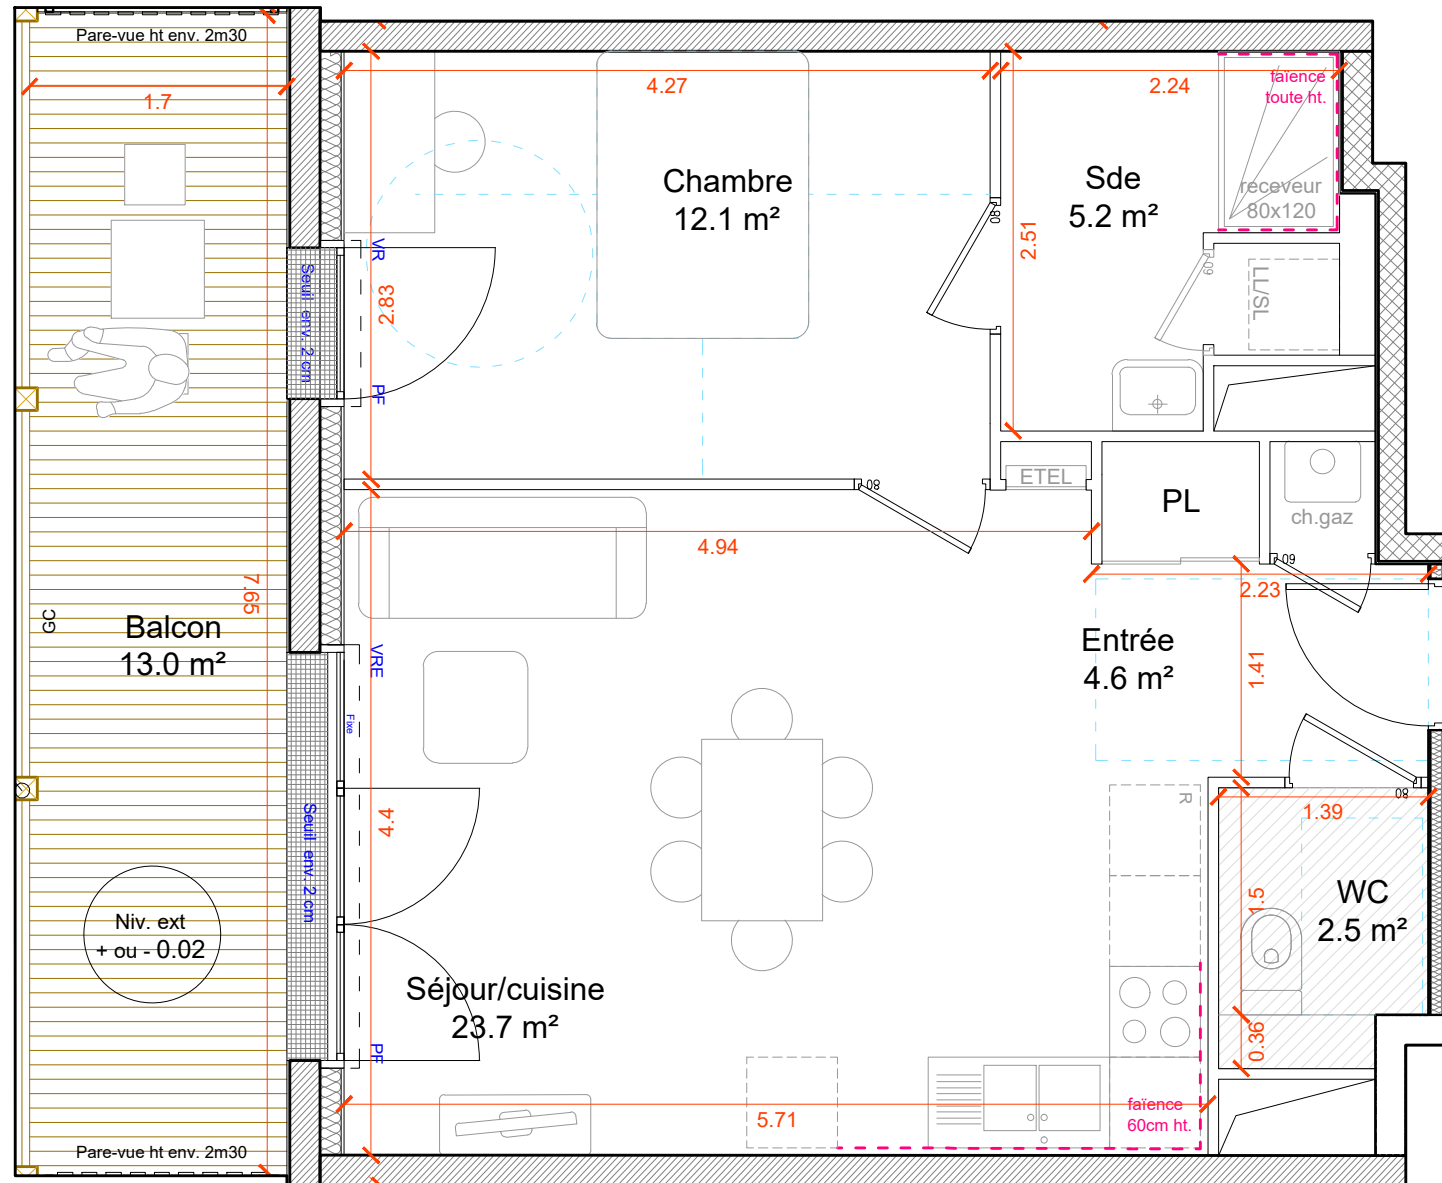 Pare-vue ht env. 2m30
1.7
4.27
2.24
faïence
toute ht.
Chambre
12.1 m²
Sde
5.2 m²
receveur
80x120
80
2.51
VR
Seuil env. 2 cm
2.83
PF
60
LL/SL
ETEL
PL
ch.gaz
80
4.94
60
2.23
7.65
GC
Balcon
13.0 m²
VRE
Entrée
4.6 m²
1.41
Fixe
4.4
Seuil env. 2 cm
R
80
1.39
WC
2.5 m²
1.5
Niv. ext
+ ou - 0.02
Séjour/cuisine
23.7 m²
PF
0.36
5.71
faïence
60cm ht.
Pare-vue ht env. 2m30